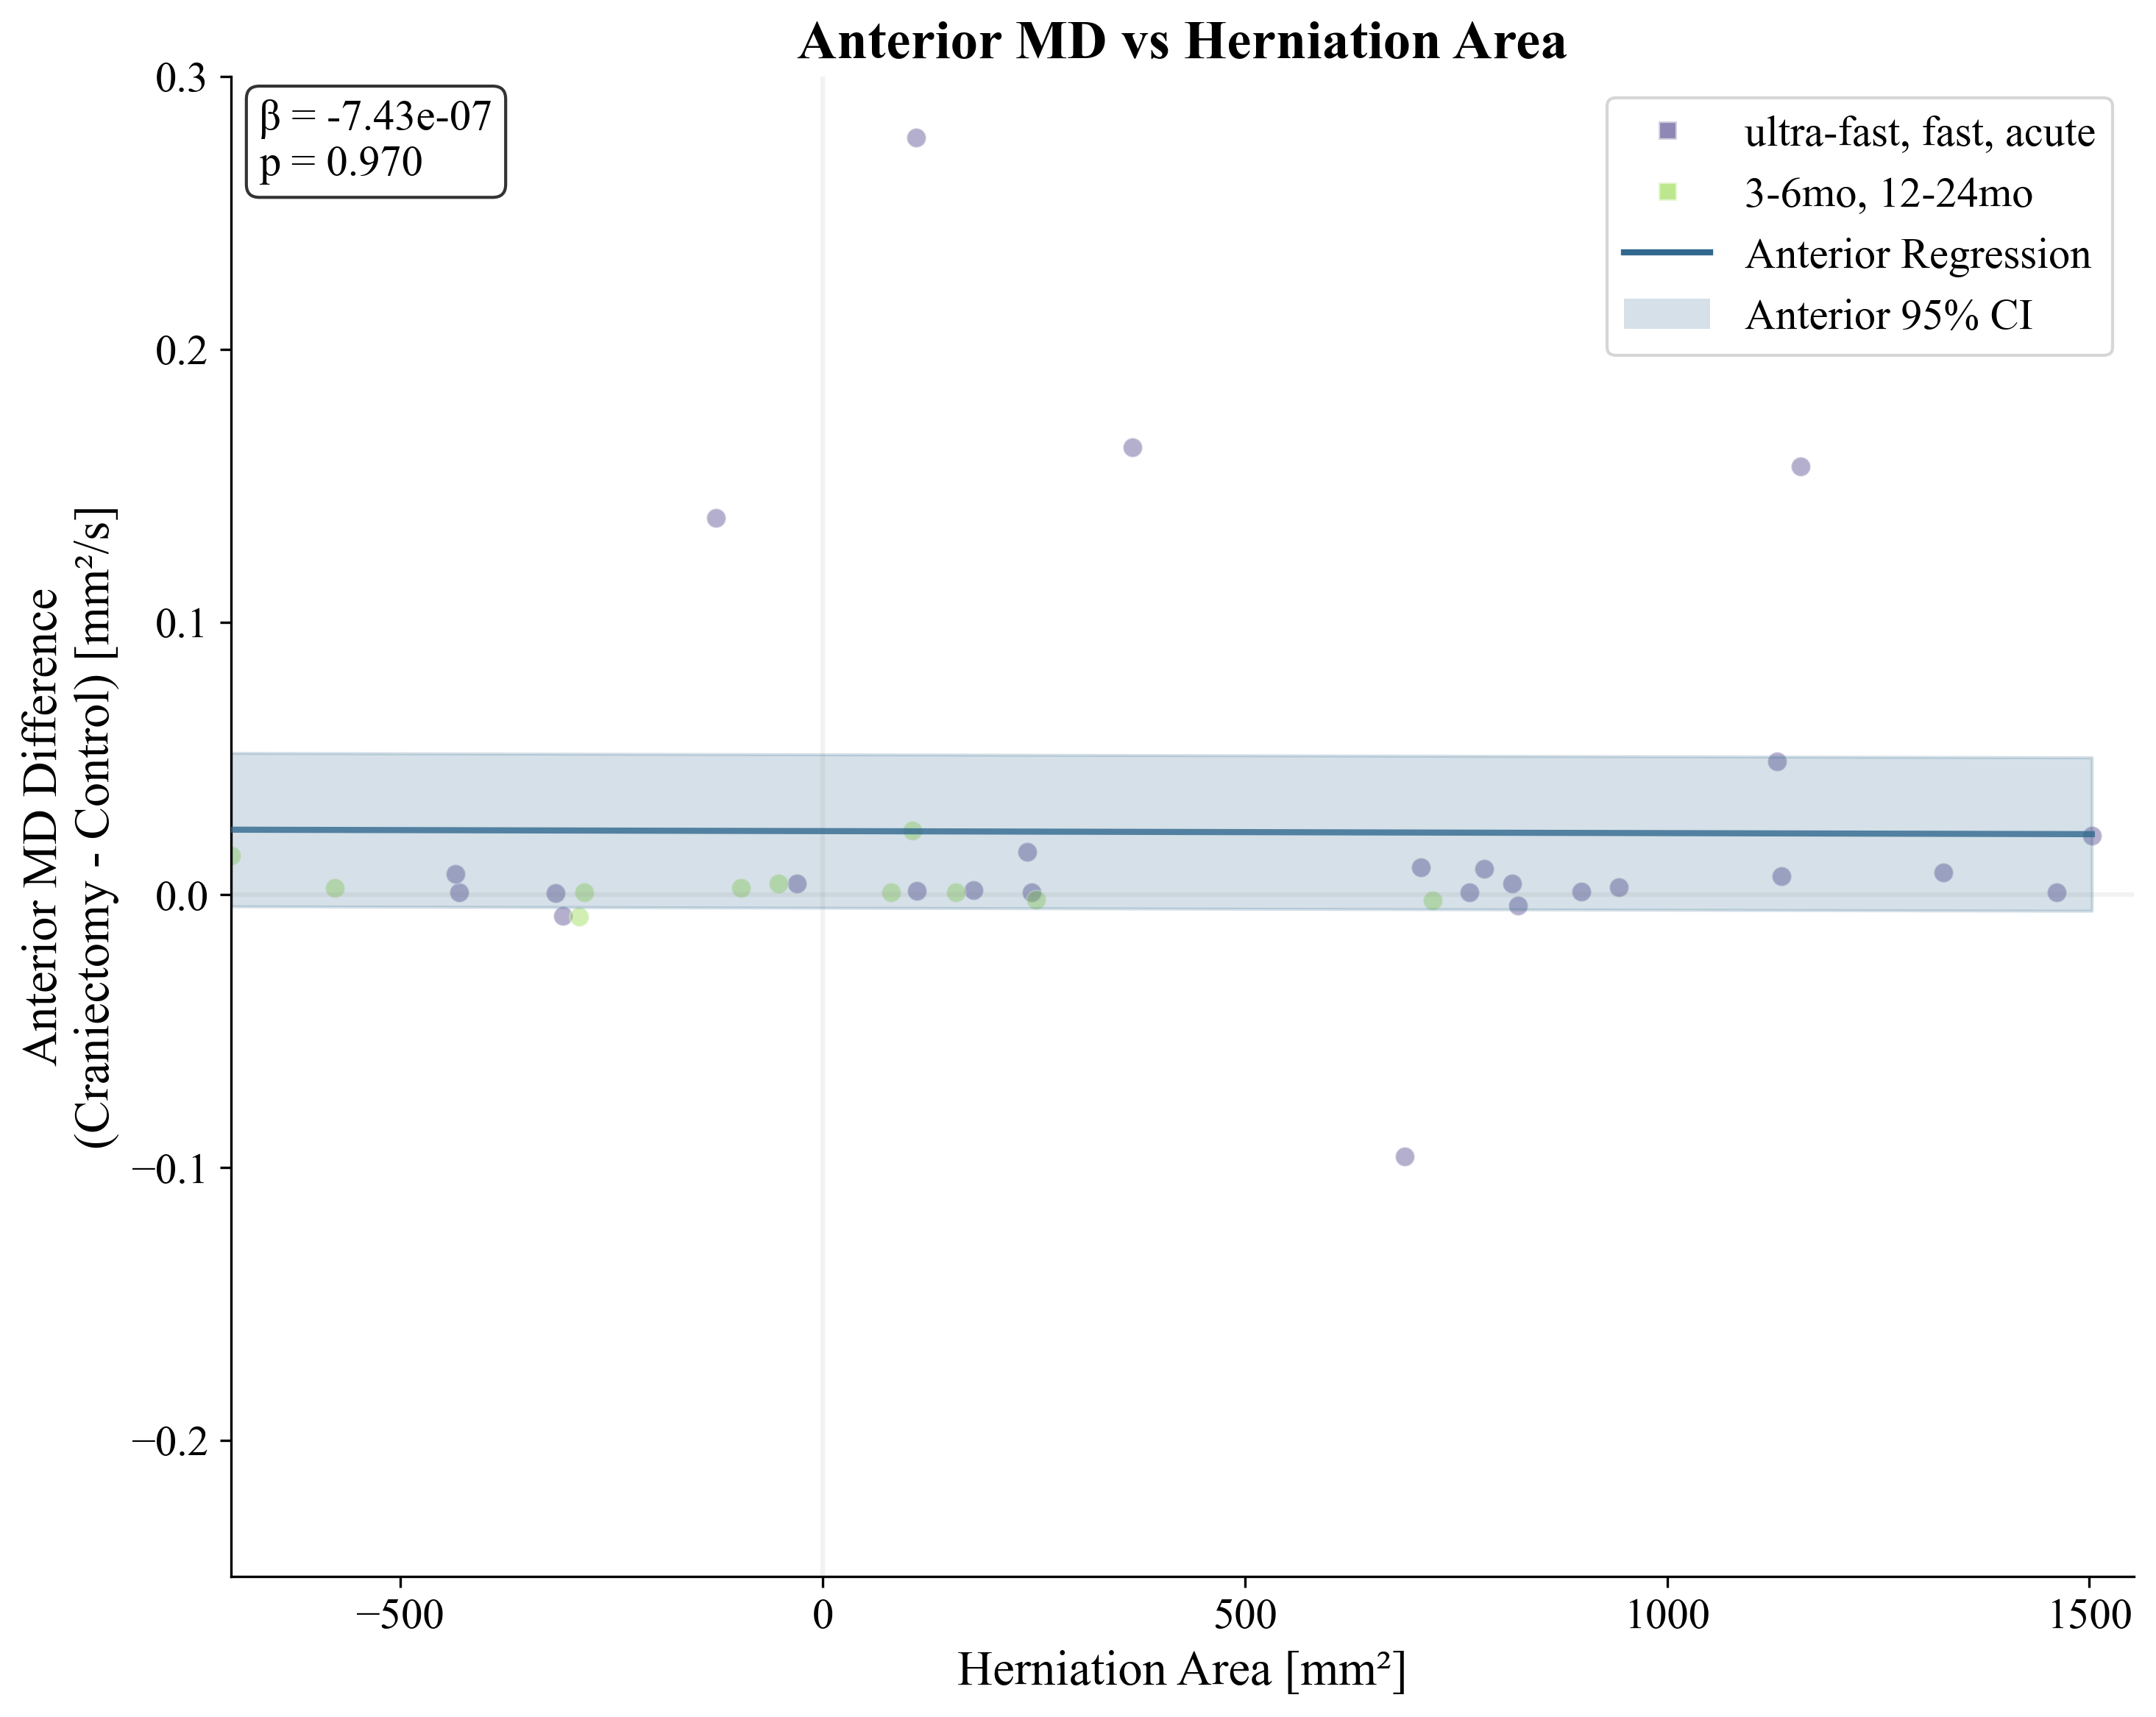 Anterior MD vs Herniation Area
β = -7.43e-07
p = 0.970
ultra-fast, fast, acute
3-6mo, 12-24mo
Anterior Regression
Anterior 95% CI
0.3
0.2
0.1
0.0
−0.1
−0.2
Anterior MD Difference
(Craniectomy - Control) [mm²/s]
−500
0
500
1000
1500
Herniation Area [mm²]